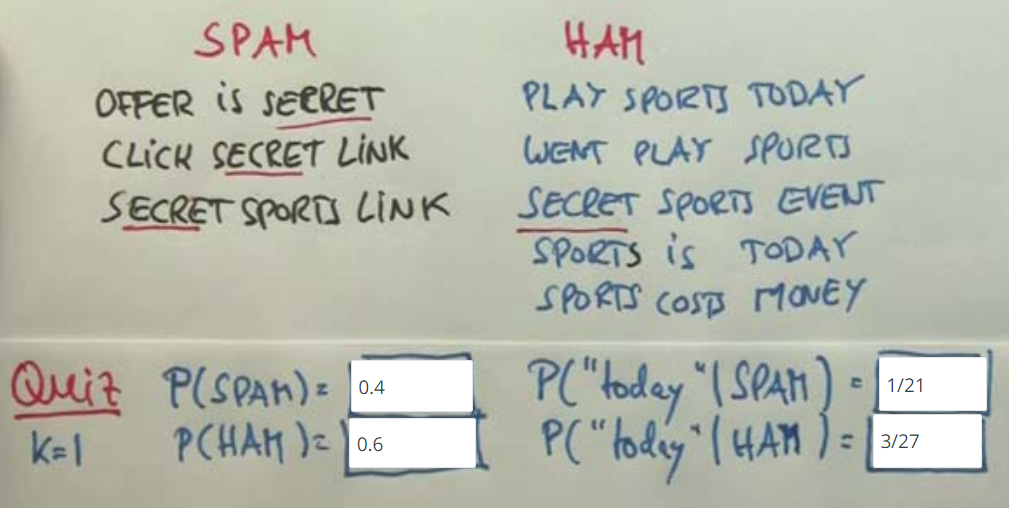 SPAM
HAM
OFFER is SECRET
CLICK SECRET LINK
SECRET SPORTS LINK
PLAY SPORTS TODAY
WENT PLAY SPORTS
SECRET SPORTS EVENT
SPORTS is TODAY
SPORTS COSTS MONEY
Quiz
K=1
P(SPAM)= 0.4
P(HAM)= 0.6
P("today"|SPAM) = 1/21
P("today"|HAM) = 3/27